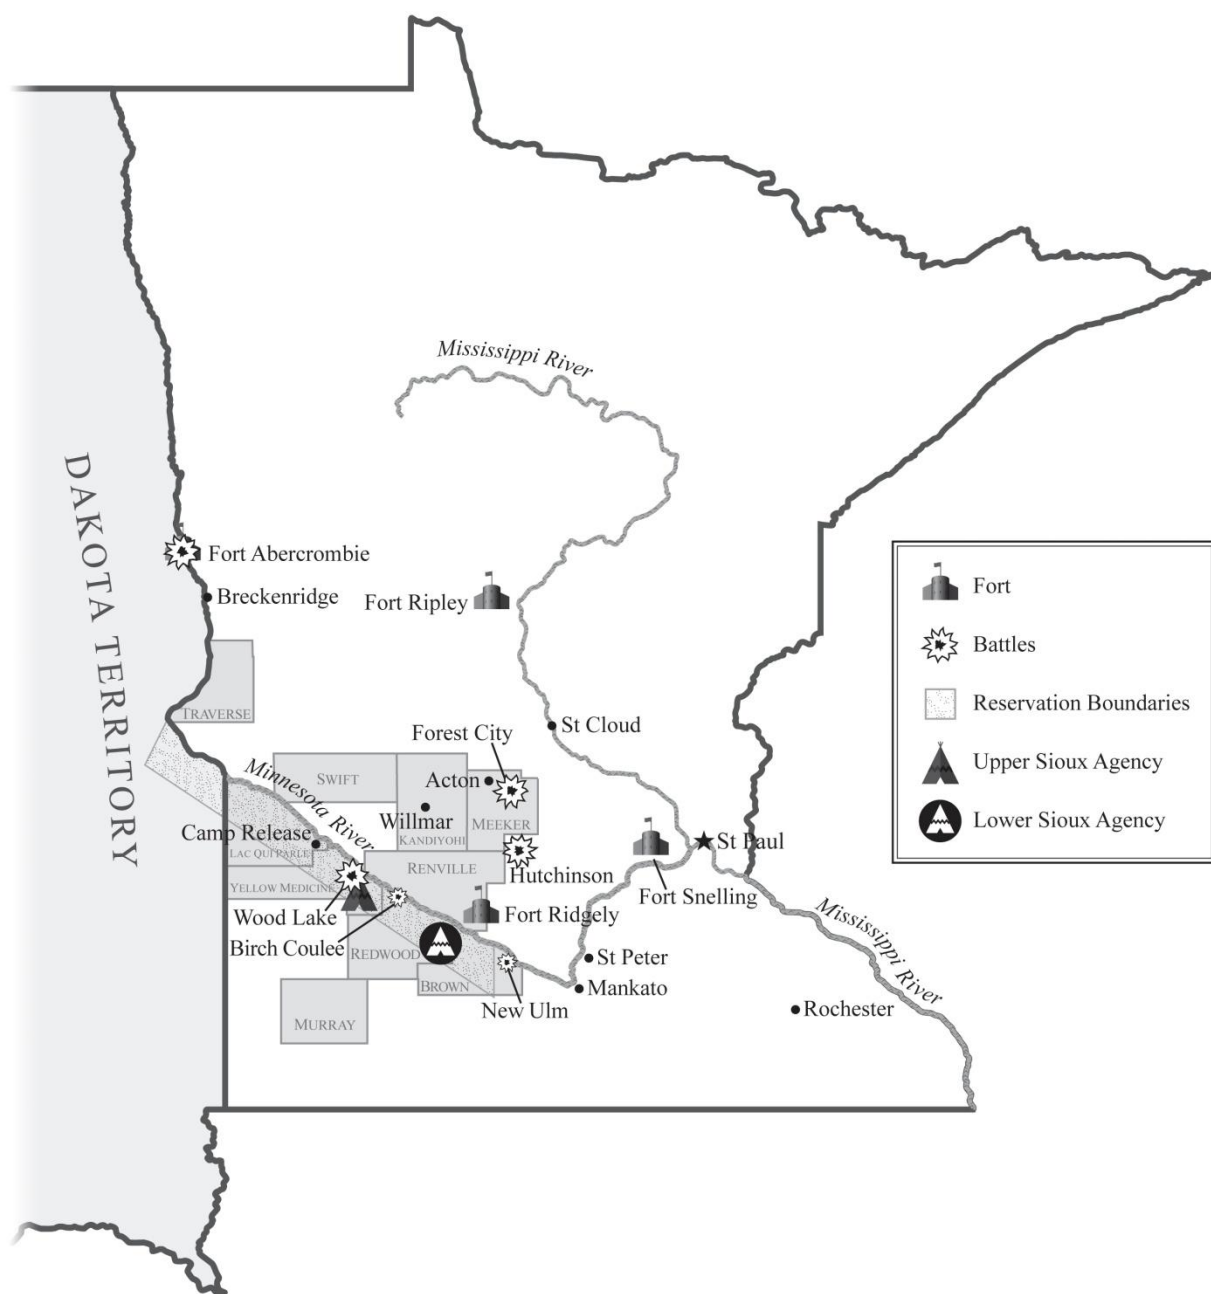 Mississippi River
DAKOTA TERRITORY
Fort Abercrombie
Breckenridge
Fort Ripley
TRAVERSE
St Cloud
Forest City
SWIFT
Minnesota River
Acton
Willmar
KANDIYOHI
MEEKER
Camp Release
LAC QUI PARLE
RENVILLE
Hutchinson
St Paul
Fort Snelling
YELLOW MEDICINE
Wood Lake
Fort Ridgely
Birch Coulee
REDWOOD
St Peter
BROWN
Mankato
New Ulm
MURRAY
Rochester
Mississippi River
Fort
Battles
Reservation Boundaries
Upper Sioux Agency
Lower Sioux Agency